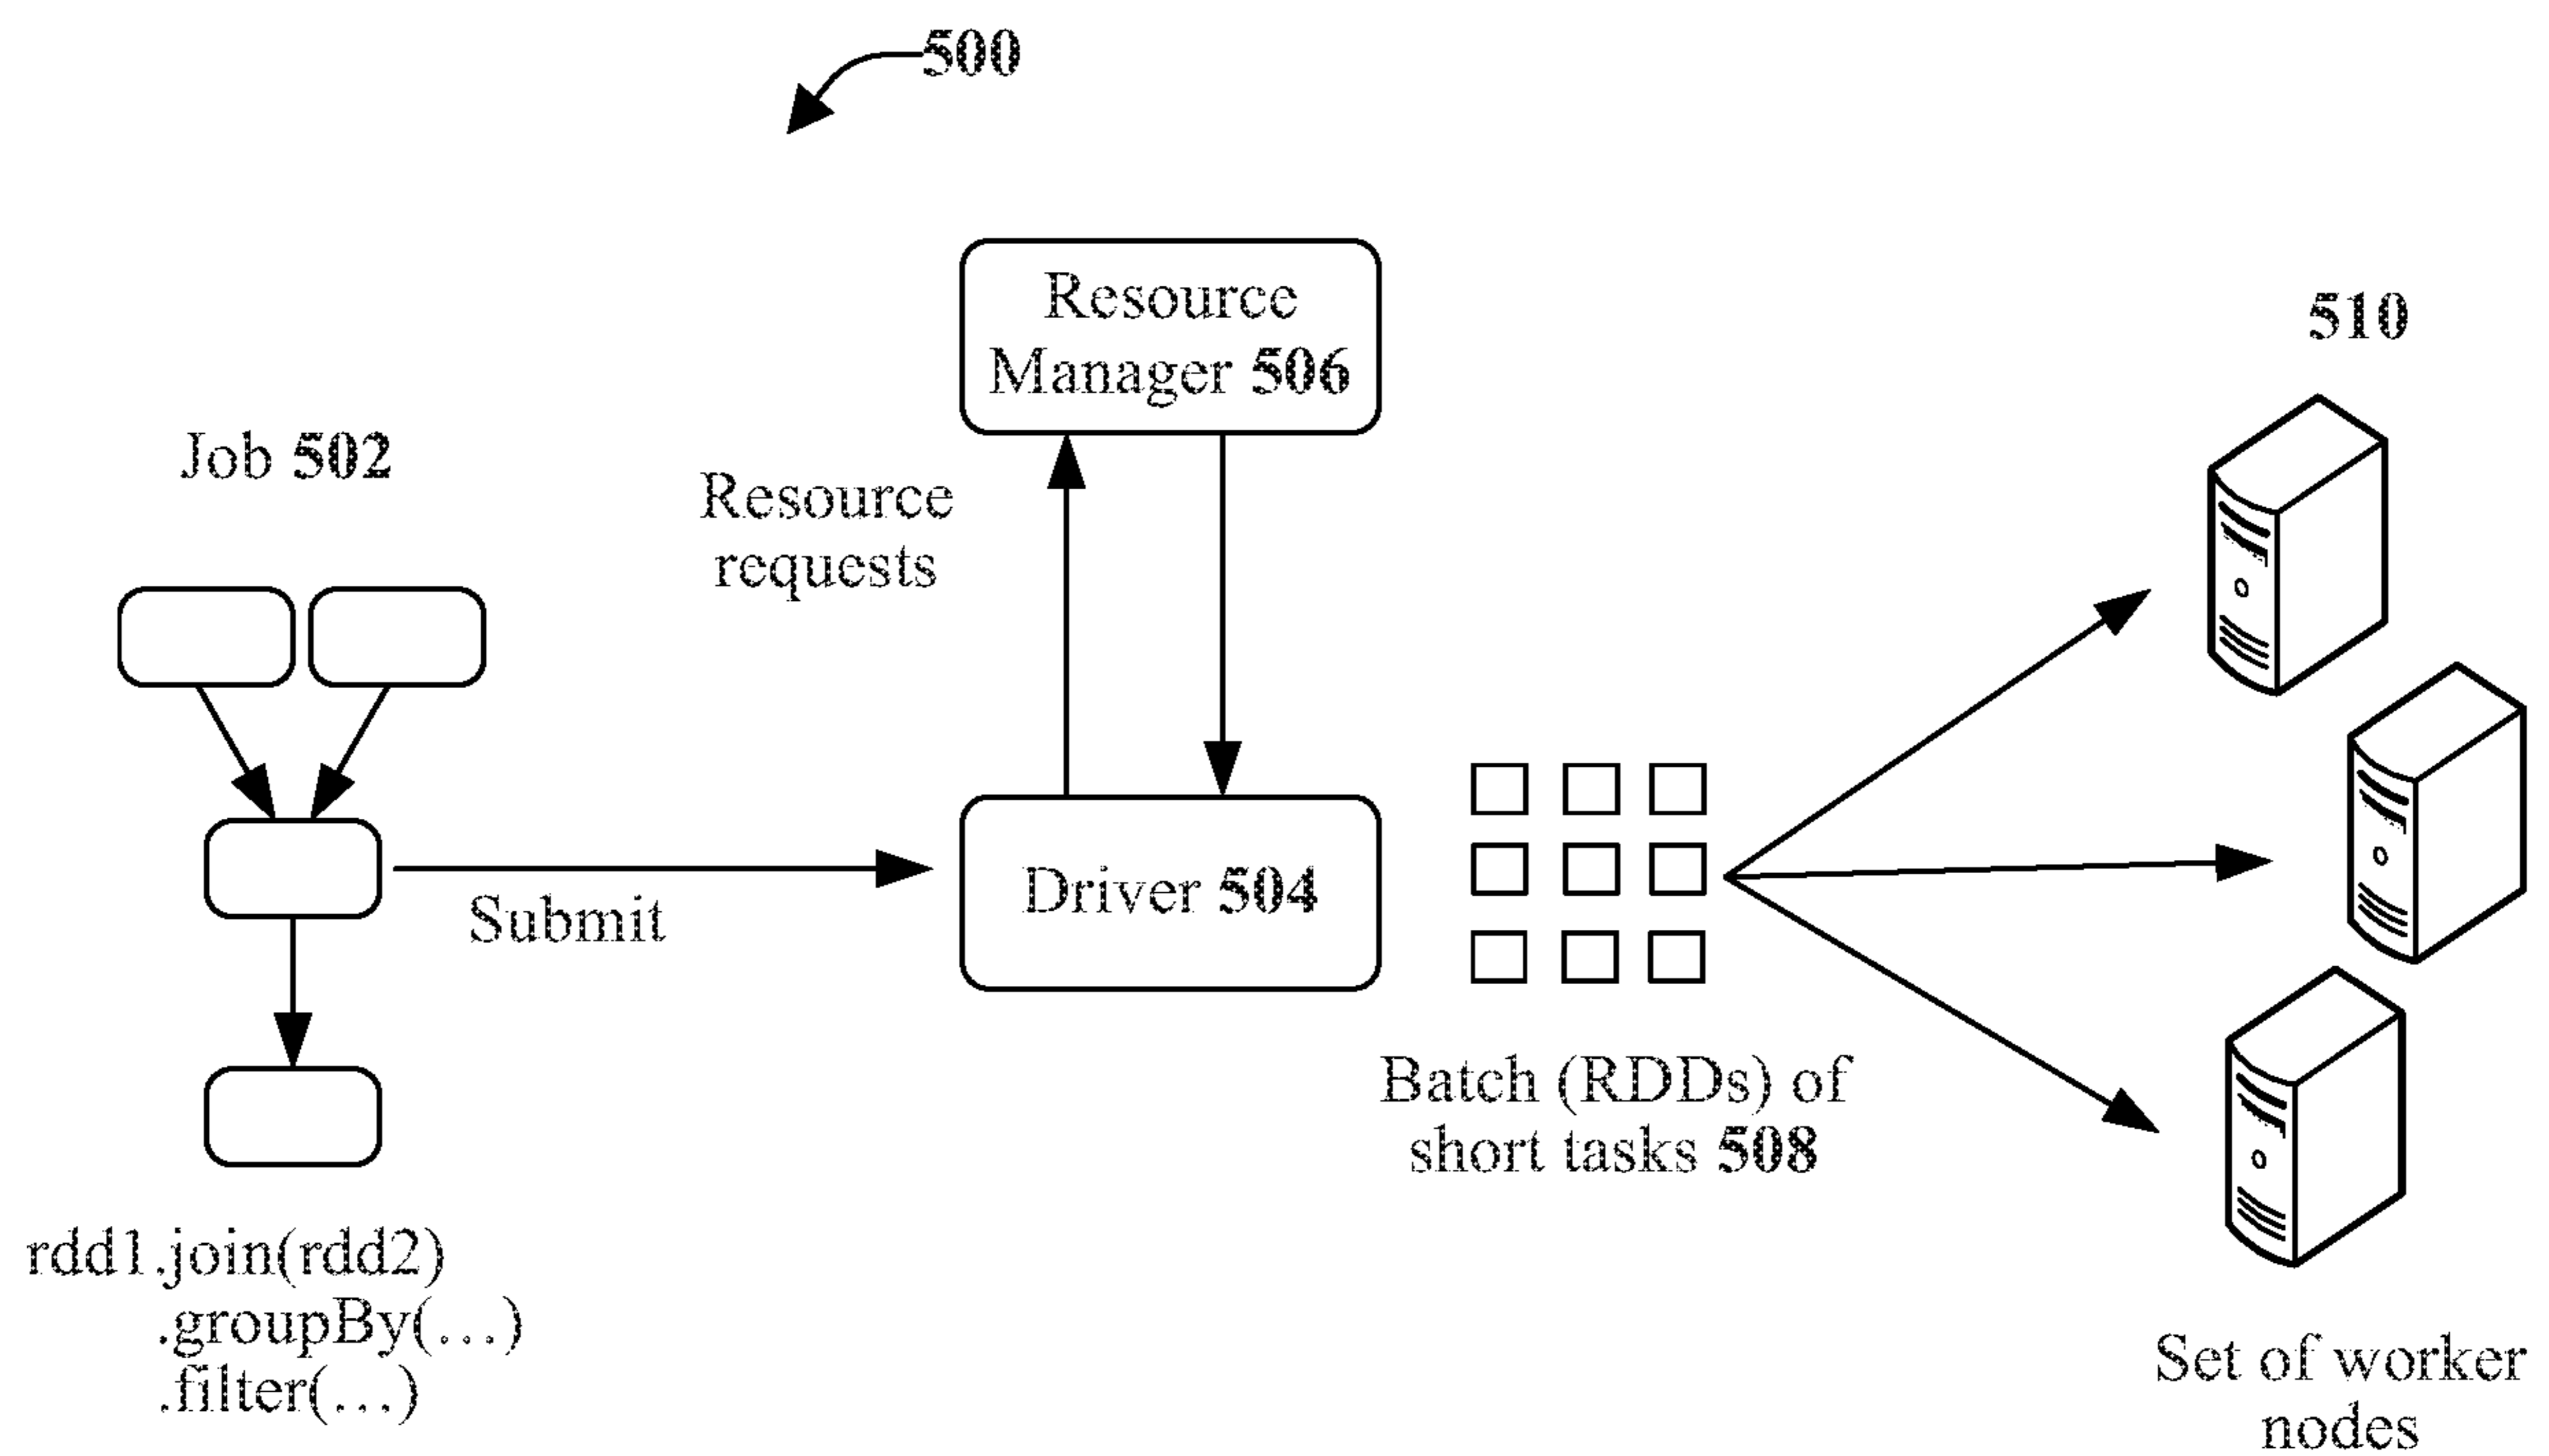 500
Resource
Manager 506
510
Job 502
Resource
requests
Submit
Driver 504
Batch (RDDs) of
short tasks 508
rdd1.join(rdd2)
.groupBy(…)
.filter(…)
Set of worker
nodes